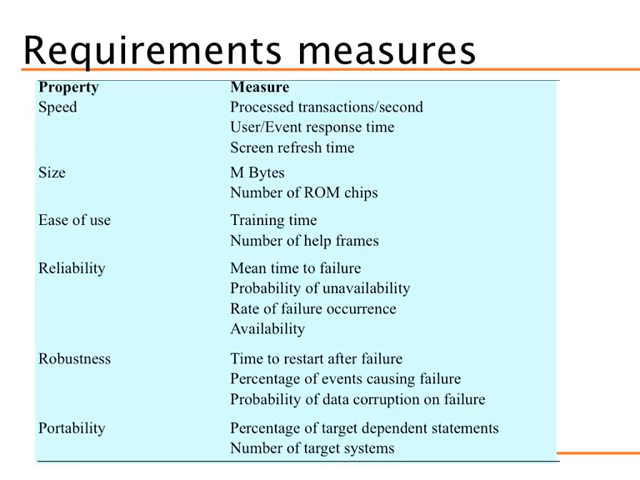 Requirements measures
Property Measure
Speed Processed transactions/second
User/Event response time
Screen refresh time
Size M Bytes
Number of ROM chips
Ease of use Training time
Number of help frames
Reliability Mean time to failure
Probability of unavailability
Rate of failure occurrence
Availability
Robustness Time to restart after failure
Percentage of events causing failure
Probability of data corruption on failure
Portability Percentage of target dependent statements
Number of target systems